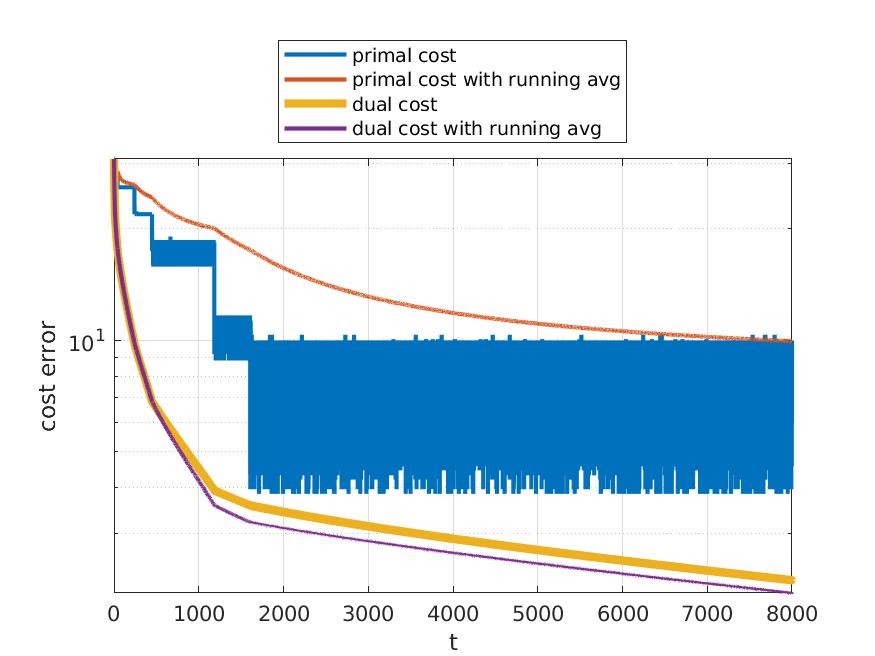 primal cost
primal cost with running avg
dual cost
dual cost with running avg
cost error
10^1
0 1000 2000 3000 4000 5000 6000 7000 8000
t